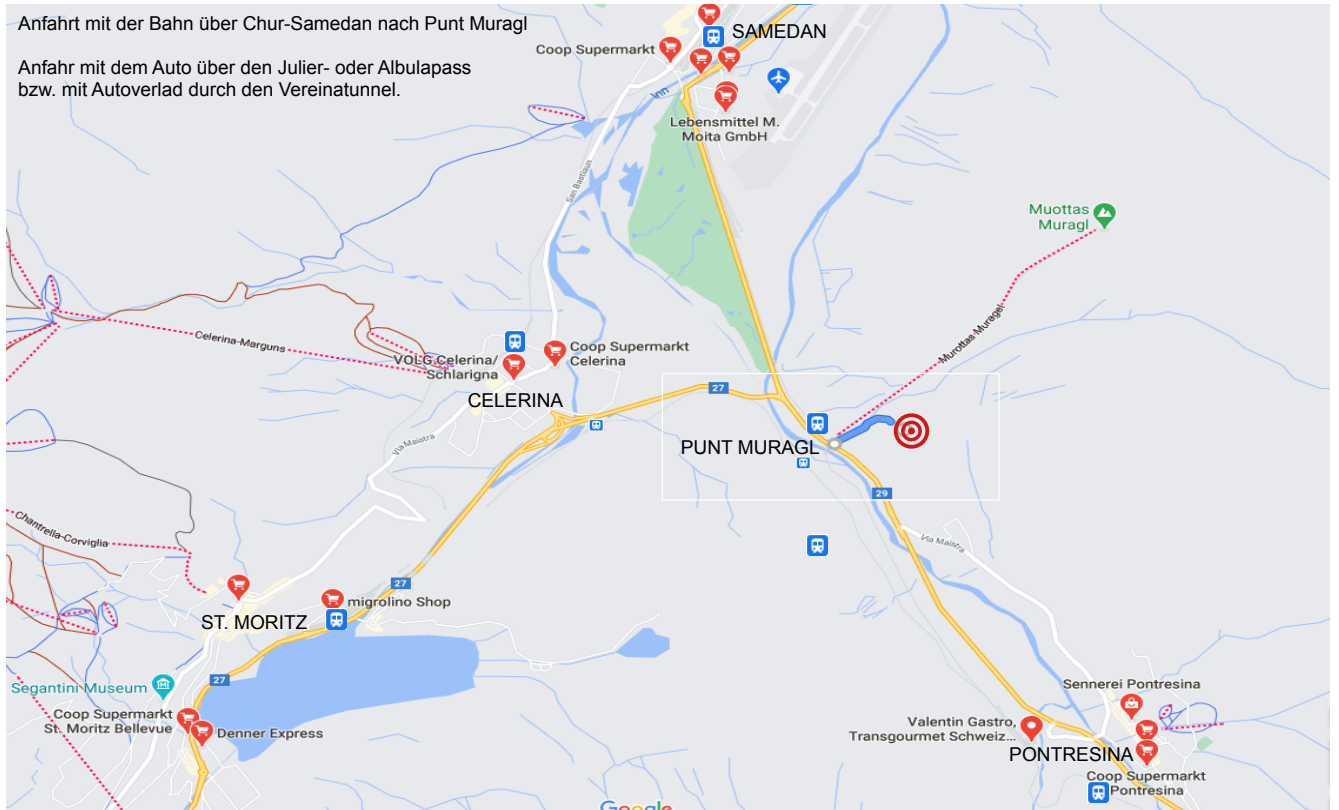 Anfahrt mit der Bahn über Chur-Samedan nach Punt Muragl
Anfahr mit dem Auto über den Julier- oder Albulapass
bzw. mit Autoverlad durch den Vereinatunnel.
SAMEDAN
Coop Supermarkt
Inn
Lebensmittel M.
Moita GmbH
San Bastiaun
Muottas
Muragl
Murottas-Muragel
Celerina-Marguns
VOLG Celerina/
Schlarigna
Coop Supermarkt
Celerina
CELERINA
27
PUNT MURAGL
Via Maistra
29
Via Maistra
Chantrella-Corviglia
27
migrolino Shop
ST. MORITZ
27
Segantini Museum
Coop Supermarkt
St. Moritz Bellevue
Denner Express
Sennerei Pontresina
Valentin Gastro,
Transgourmet Schweiz...
PONTRESINA
Coop Supermarkt
Pontresina
Google